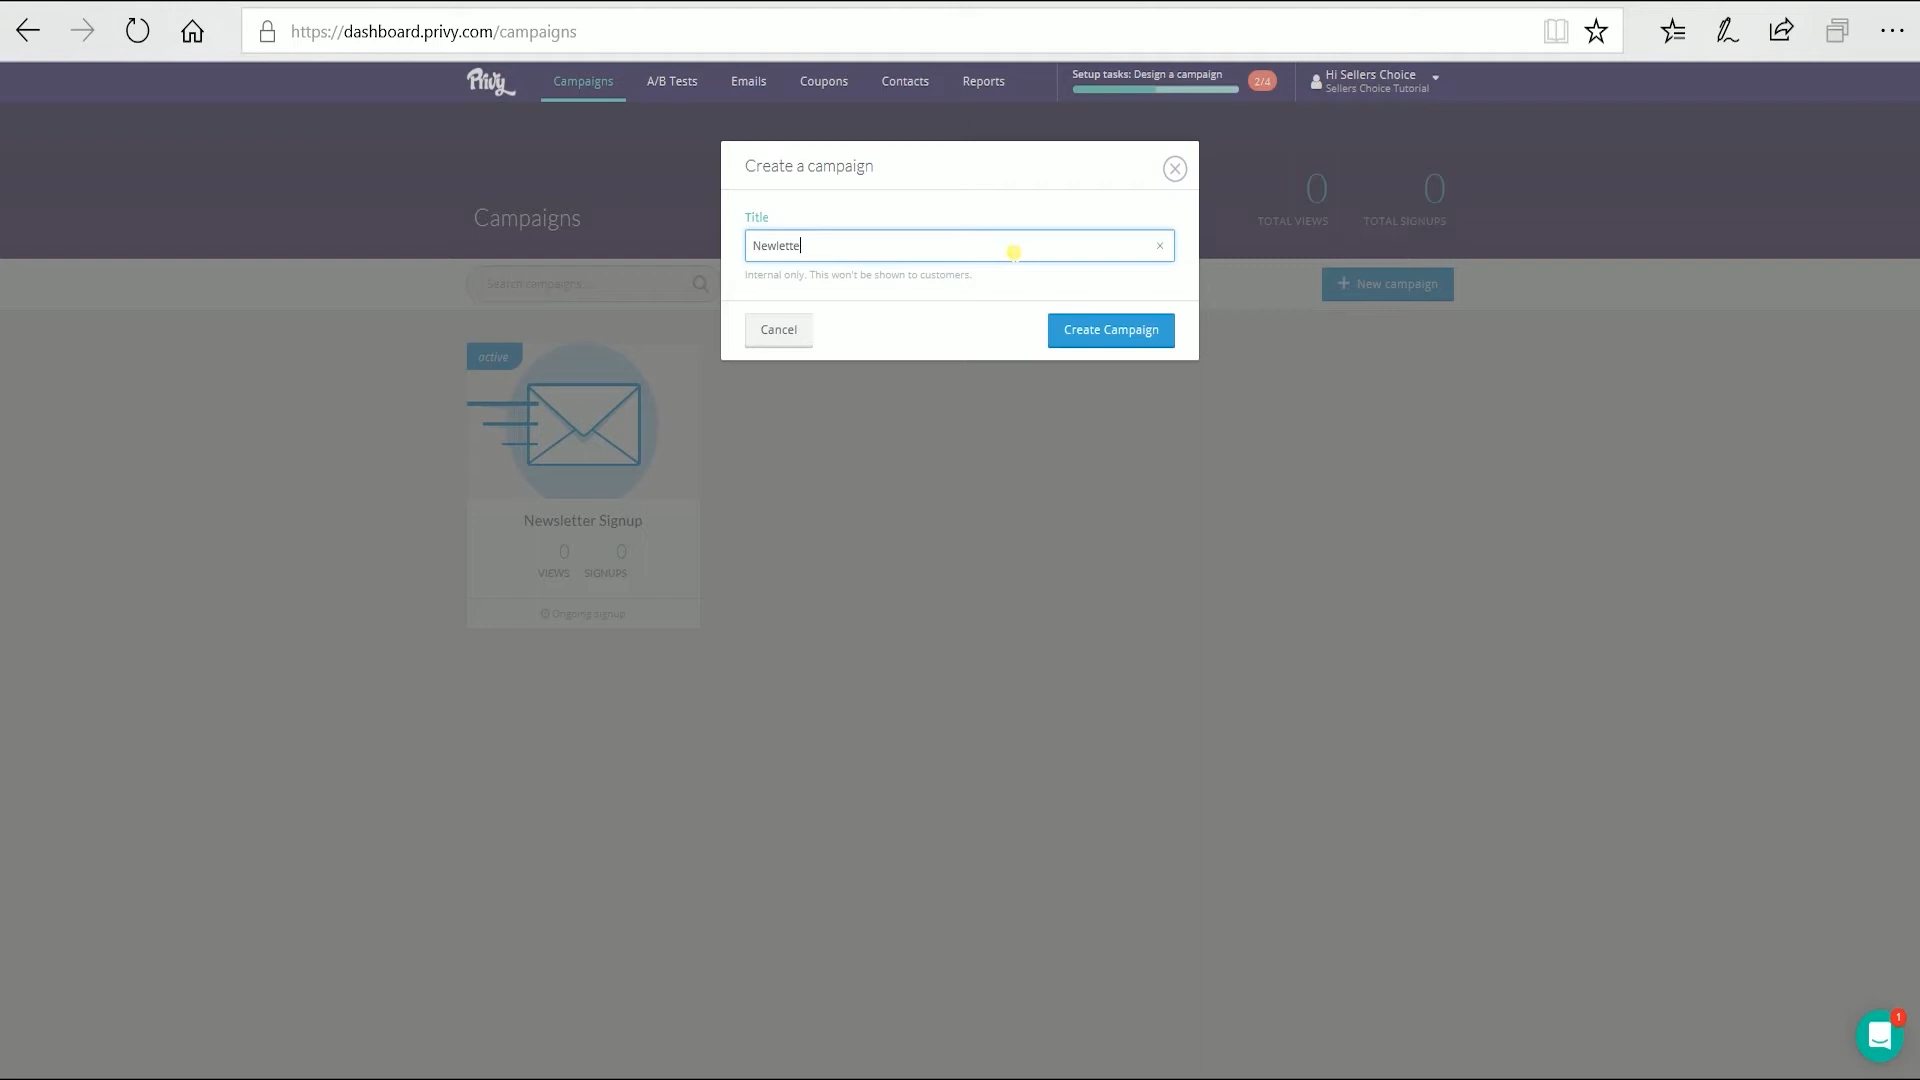 https://dashboard.privy.com/campaigns
Privy
Campaigns
A/B Tests
Emails
Coupons
Contacts
Reports
Setup tasks: Design a campaign
2/4
Hi Sellers Choice
Sellers Choice Tutorial
Create a campaign
Title
Newlette
Internal only. This won't be shown to customers.
Cancel
Create Campaign
Campaigns
0
TOTAL VIEWS
0
TOTAL SIGNUPS
Search campaigns...
+ New campaign
active
Newsletter Signup
0
VIEWS
0
SIGNUPS
Ongoing signup
1